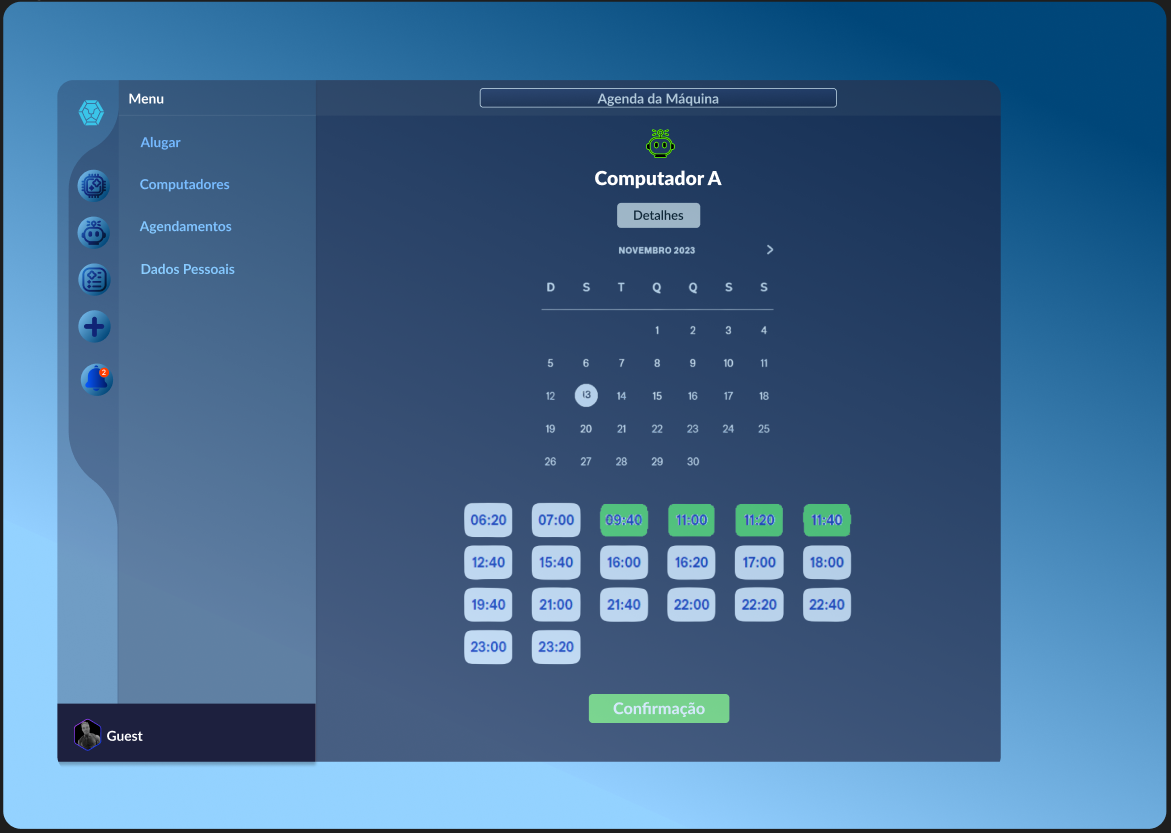 Menu
Agenda da Máquina
Alugar
Computadores
Agendamentos
Dados Pessoais
2
Guest
Computador A
Detalhes
NOVEMBRO 2023 >
D S T Q Q S S
1 2 3 4
5 6 7 8 9 10 11
12 13 14 15 16 17 18
19 20 21 22 23 24 25
26 27 28 29 30
06:20 07:00 09:40 11:00 11:20 11:40
12:40 15:40 16:00 16:20 17:00 18:00
19:40 21:00 21:40 22:00 22:20 22:40
23:00 23:20
Confirmação